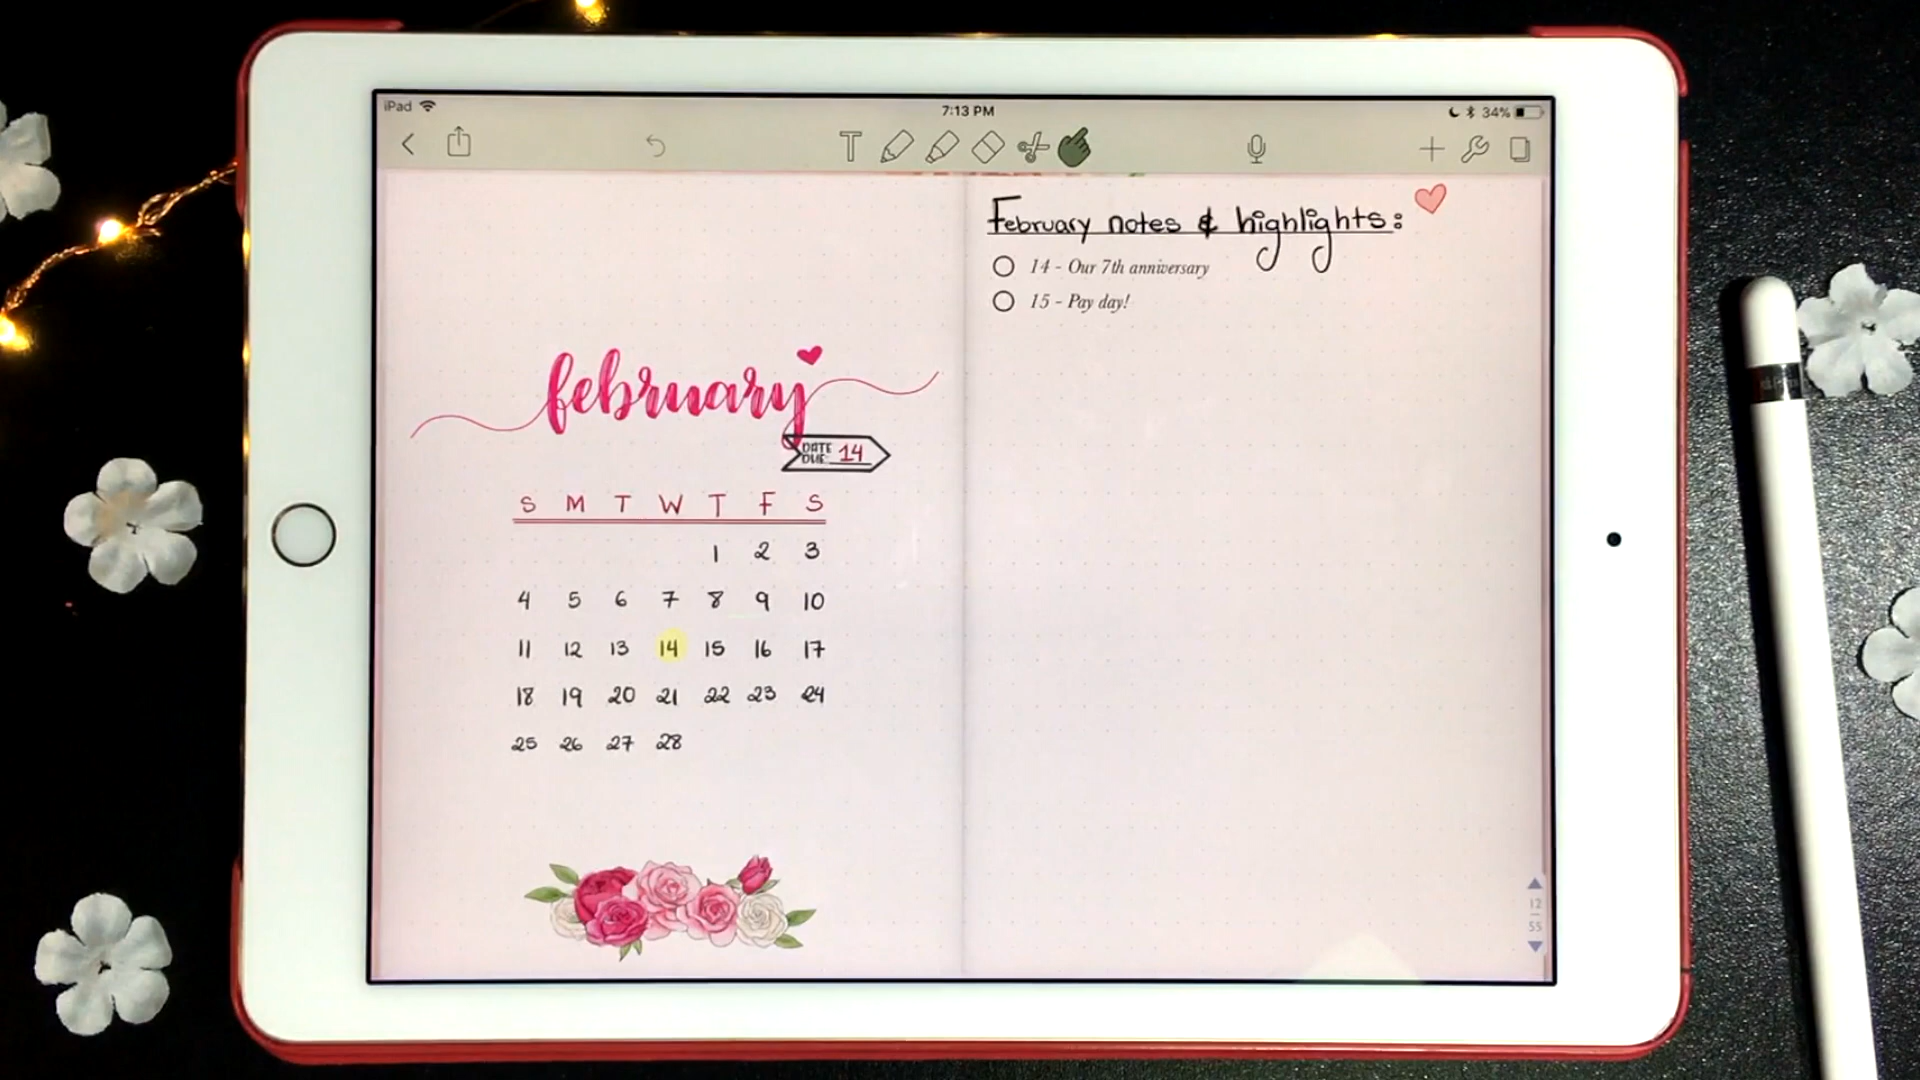 iPad
7:13 PM
34%
T
february
DATE DUE: 14
S M T W T F S
1 2 3
4 5 6 7 8 9 10
11 12 13 14 15 16 17
18 19 20 21 22 23 24
25 26 27 28
February notes & highlights:
14 - Our 7th anniversary
15 - Pay day!
12
55